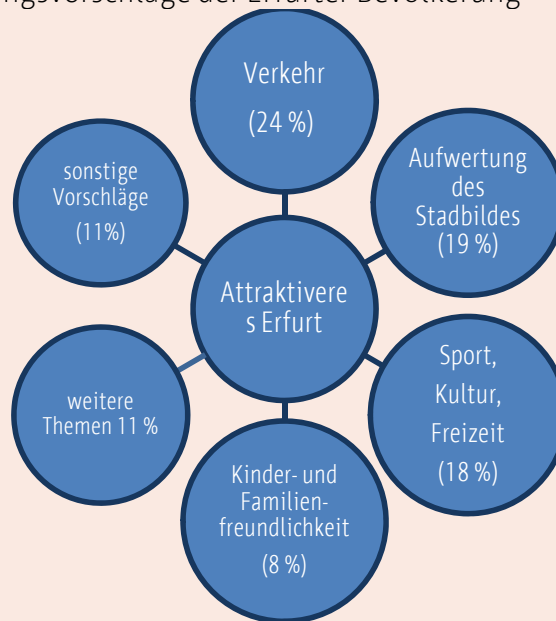 ngsvorschläge der Erfurter Bevölkerung
Verkehr
(24 %)
Aufwertung
des
Stadbildes
(19 %)
Sport,
Kultur,
Freizeit
(18 %)
Kinder- und
Familien-
freundlichkeit
(8 %)
weitere
Themen 11 %
sonstige
Vorschläge
(11%)
Attraktivere
s Erfurt